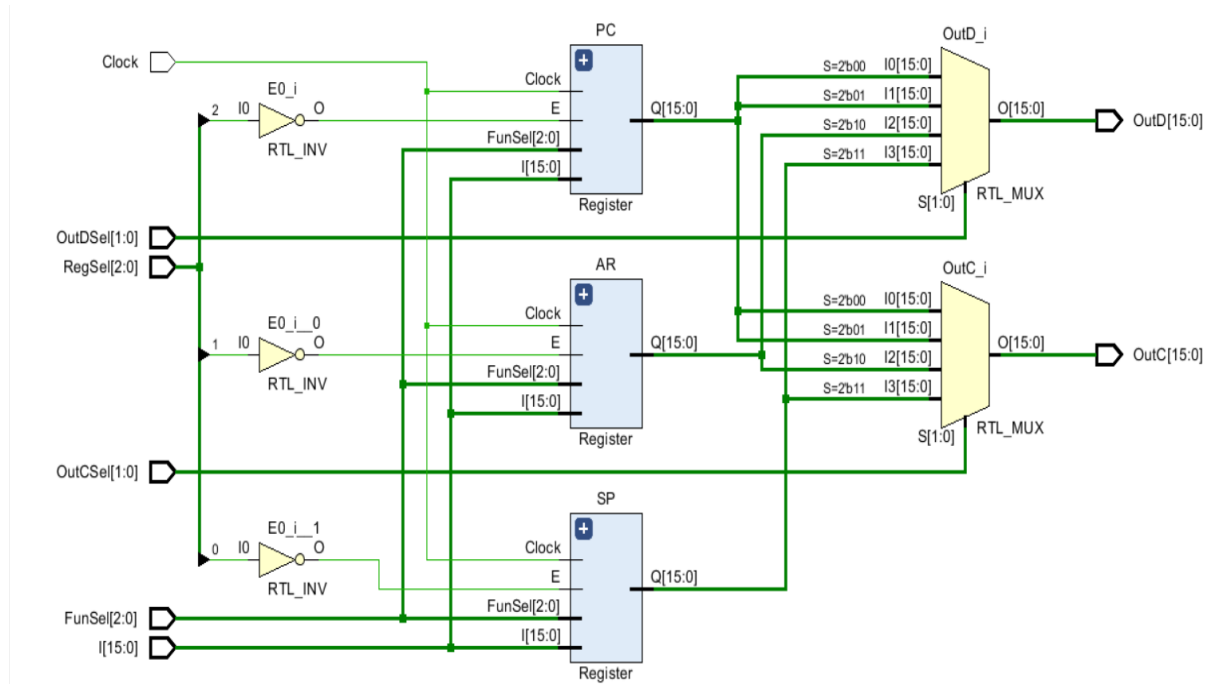 Clock
E0_i
2 I0 O
RTL_INV
PC
Clock
E
FunSel[2:0]
I[15:0]
Q[15:0]
Register
OutD_i
S=2'b00 I0[15:0]
S=2'b01 I1[15:0]
S=2'b10 I2[15:0]
S=2'b11 I3[15:0]
O[15:0]
S[1:0]
RTL_MUX
OutD[15:0]
OutDSel[1:0]
RegSel[2:0]
E0_i__0
1 I0 O
RTL_INV
AR
Clock
E
FunSel[2:0]
I[15:0]
Q[15:0]
Register
OutC_i
S=2'b00 I0[15:0]
S=2'b01 I1[15:0]
S=2'b10 I2[15:0]
S=2'b11 I3[15:0]
O[15:0]
S[1:0]
RTL_MUX
OutC[15:0]
OutCSel[1:0]
E0_i__1
0 I0 O
RTL_INV
SP
Clock
E
FunSel[2:0]
I[15:0]
Q[15:0]
Register
FunSel[2:0]
I[15:0]